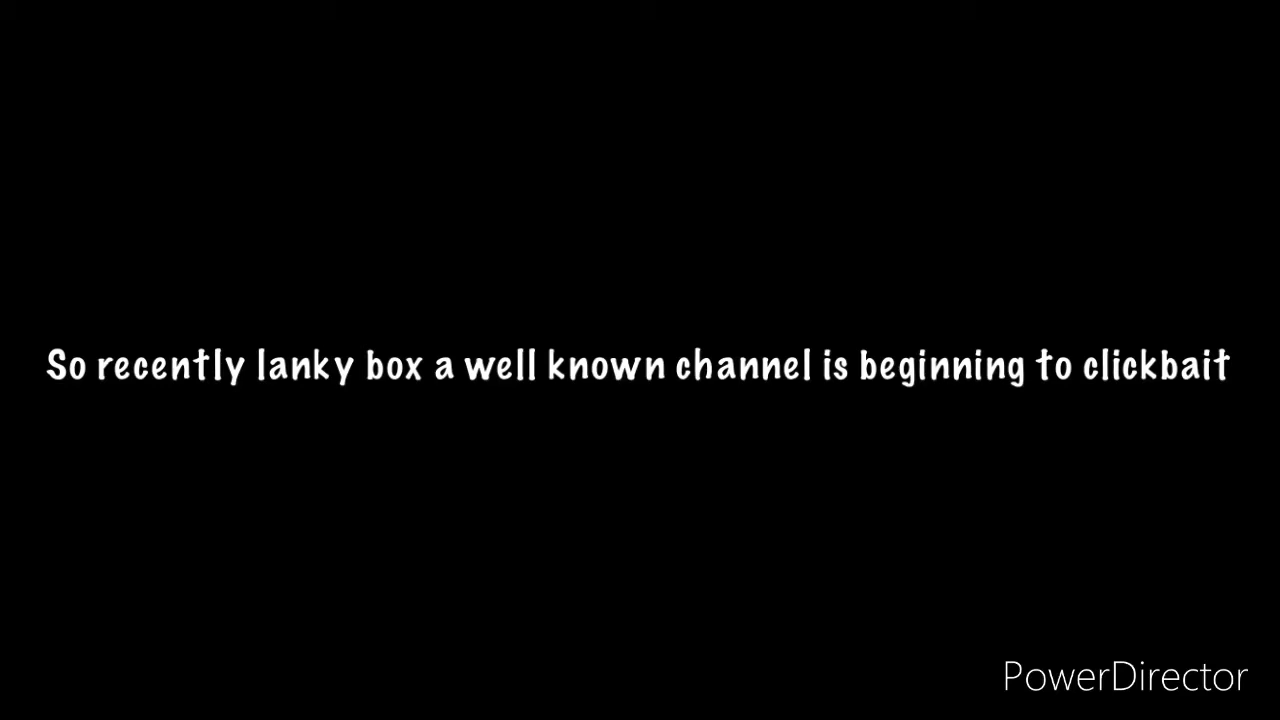 So recently lanky box a well known channel is beginning to clickbait
PowerDirector